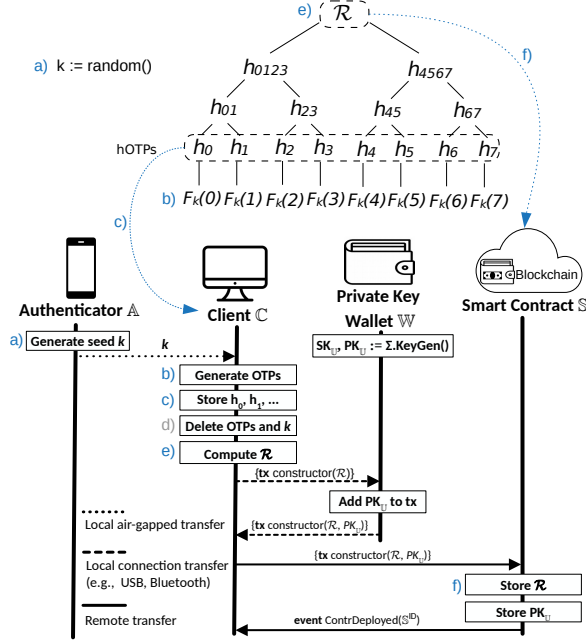 e) ℛ
f)
a) k := random()
h0123 h4567
h01 h23 h45 h67
hOTPs h0 h1 h2 h3 h4 h5 h6 h7
b) Fk(0) Fk(1) Fk(2) Fk(3) Fk(4) Fk(5) Fk(6) Fk(7)
c)
Blockchain
Authenticator 𝔸
Client ℂ
Private Key
Wallet 𝕎
Smart Contract 𝕊
a) Generate seed k
k
SK𝕌, PK𝕌 := Σ.KeyGen()
b) Generate OTPs
c) Store h0, h1, ...
d) Delete OTPs and k
e) Compute ℛ
{tx constructor(ℛ)}
Add PK𝕌 to tx
{tx constructor(ℛ, PK𝕌)}
Local air-gapped transfer
Local connection transfer
(e.g., USB, Bluetooth)
Remote transfer
{tx constructor(ℛ, PK𝕌)}
f) Store ℛ
Store PK𝕌
event ContrDeployed(𝕊ID)